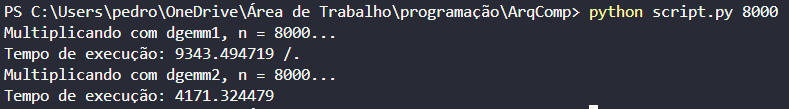 PS C:\Users\pedro\OneDrive\Área de Trabalho\programação\ArqComp> python script.py 8000
Multiplicando com dgemm1, n = 8000...
Tempo de execução: 9343.494719 /.
Multiplicando com dgemm2, n = 8000...
Tempo de execução: 4171.324479